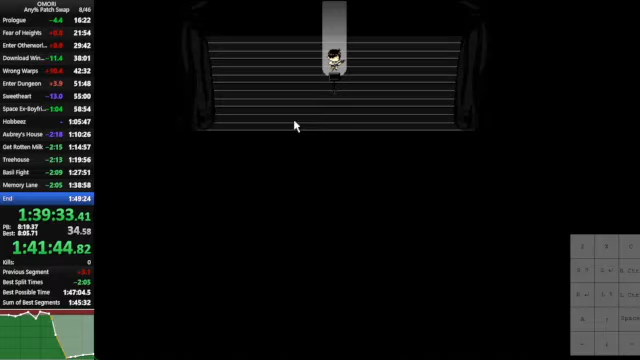 OMORI
Any% Patch Swap 8/46
Prologue -4.4 16:22
Fear of Heights +0.8 21:54
Enter Otherworl... +0.8 29:42
Download Win... -11.4 38:01
Wrong Warps +10.4 42:32
Enter Dungeon +3.9 51:48
Sweetheart -13.0 55:00
Space Ex-Boyfri... -1:04 58:54
Hobbeez - 1:05:47
Aubrey's House -2:18 1:10:26
Get Rotten Milk -2:15 1:14:57
Treehouse -2:13 1:19:56
Basil Fight -2:09 1:27:51
Memory Lane -2:05 1:38:58
End 1:49:24
1:39:33.41
PB: 8:19.37
Best: 8:05.71
34.58
1:41:44.82
Kills: 0
Previous Segment +3.1
Best Split Times -2:05
Best Possible Time 1:47:04.5
Sum of Best Segments 1:45:32
Space